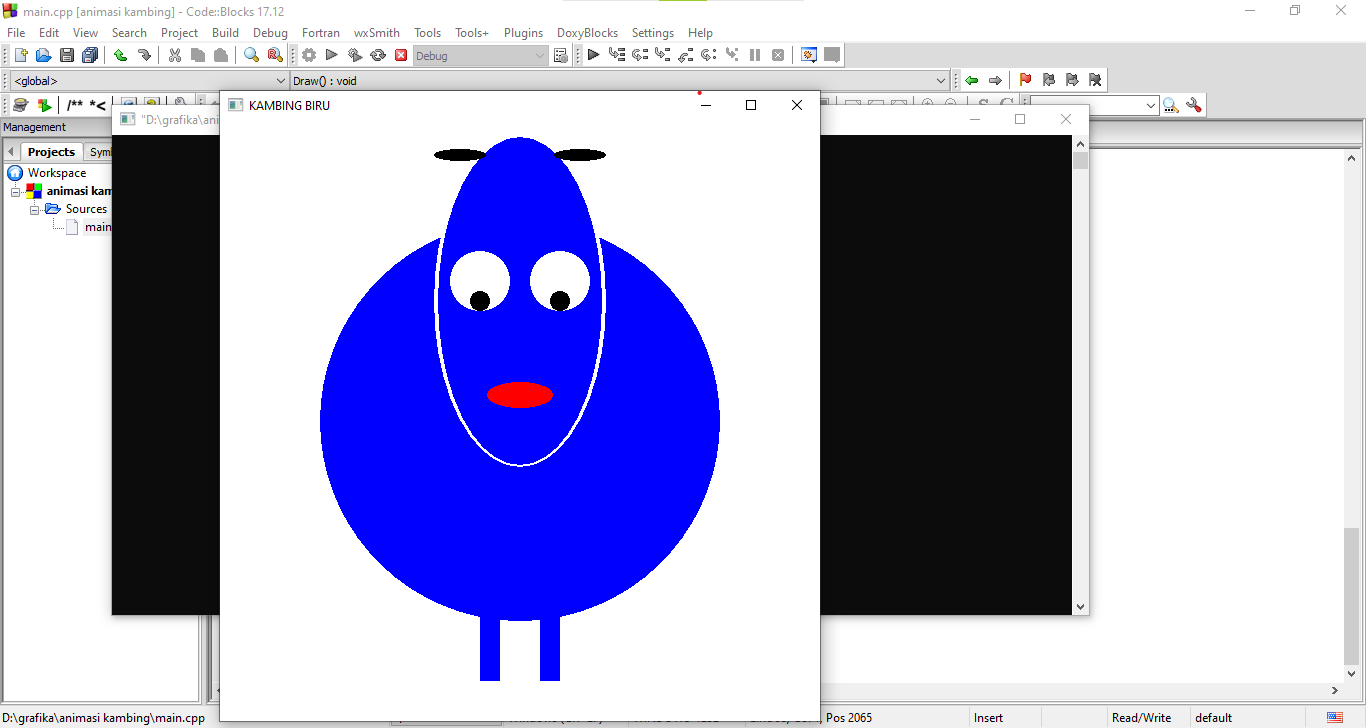 main.cpp [animasi kambing] - Code::Blocks 17.12
File Edit View Search Project Build Debug Fortran wxSmith Tools Tools+ Plugins DoxyBlocks Settings Help
Debug
<global> Draw() : void
/** *<
KAMBING BIRU
"D:\grafika\ani
Management
Projects Sym
Workspace
animasi kam
Sources
main
D:\grafika\animasi kambing\main.cpp Pos 2065 Insert Read/Write default